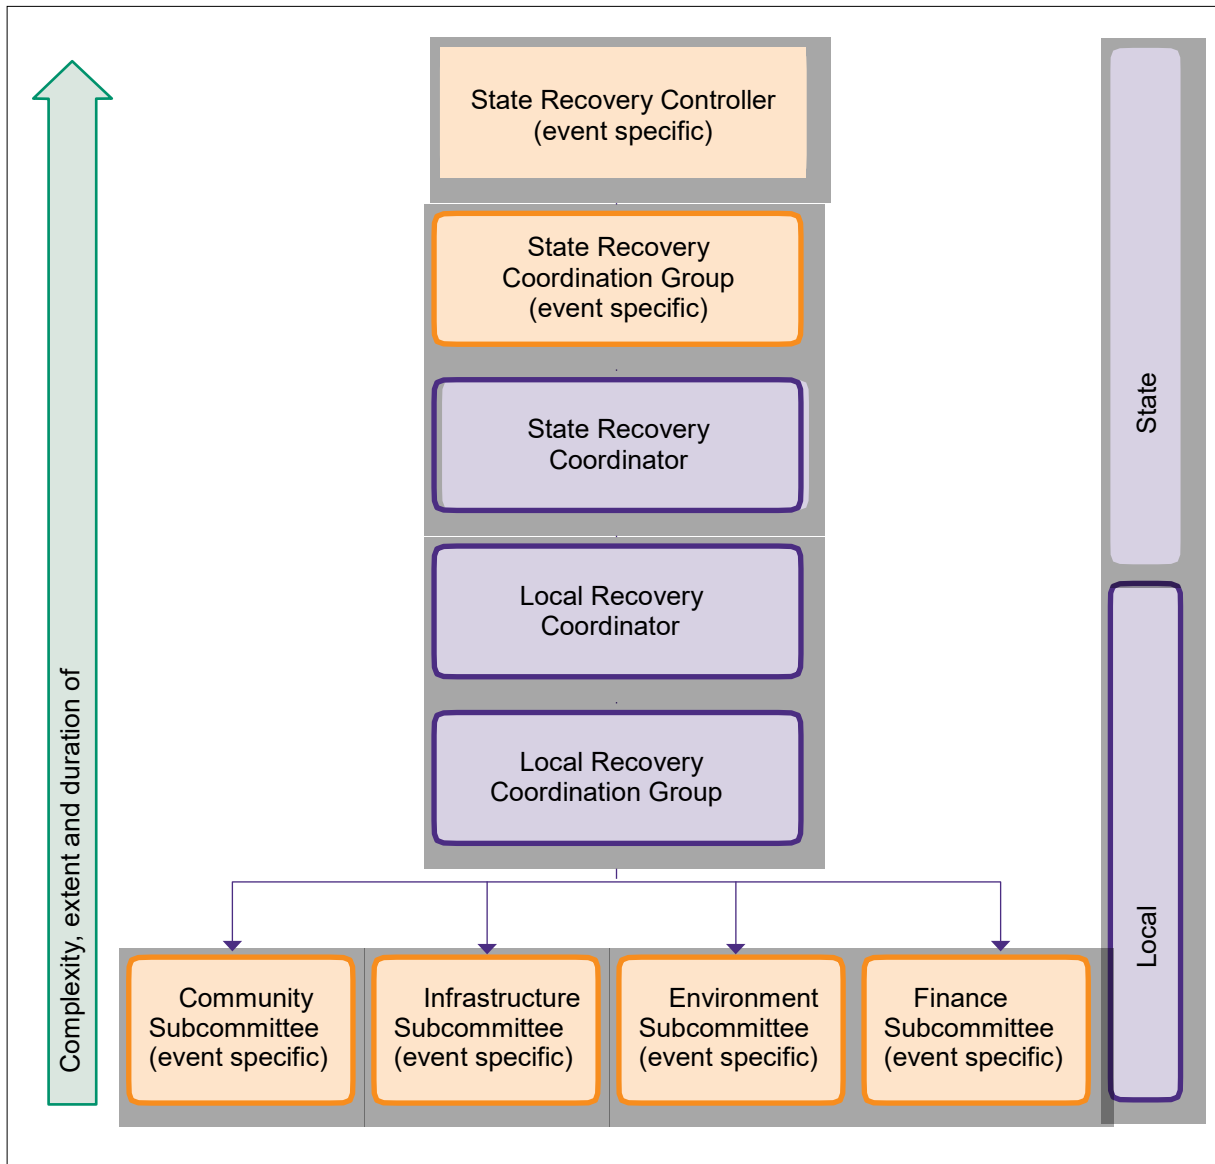 State Recovery Controller
(event specific)
State Recovery
Coordination Group
(event specific)
State Recovery
Coordinator
Local Recovery
Coordinator
Local Recovery
Coordination Group
Community
Subcommittee
(event specific)
Infrastructure
Subcommittee
(event specific)
Environment
Subcommittee
(event specific)
Finance
Subcommittee
(event specific)
Complexity, extent and duration of
State
Local